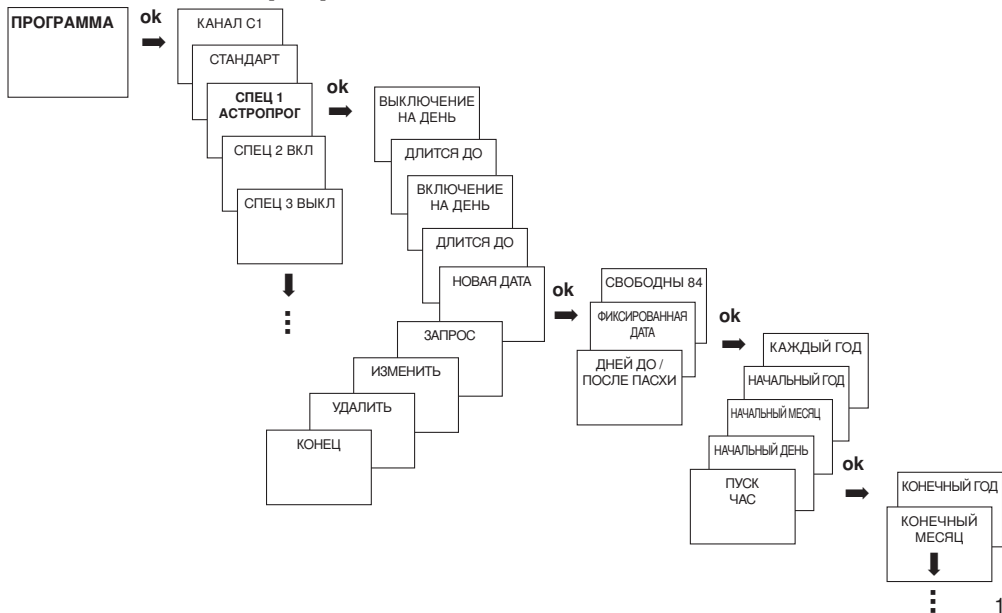 ПРОГРАММА
ok
КАНАЛ C1
СТАНДАРТ
СПЕЦ 1
АСТРОПРОГ
СПЕЦ 2 ВКЛ
СПЕЦ 3 ВЫКЛ
ok
ВЫКЛЮЧЕНИЕ
НА ДЕНЬ
ДЛИТСЯ ДО
ВКЛЮЧЕНИЕ
НА ДЕНЬ
ДЛИТСЯ ДО
НОВАЯ ДАТА
ЗАПРОС
ИЗМЕНИТЬ
УДАЛИТЬ
КОНЕЦ
ok
СВОБОДНЫ 84
ФИКСИРОВАННАЯ
ДАТА
ДНЕЙ ДО /
ПОСЛЕ ПАСХИ
ok
КАЖДЫЙ ГОД
НАЧАЛЬНЫЙ ГОД
НАЧАЛЬНЫЙ МЕСЯЦ
НАЧАЛЬНЫЙ ДЕНЬ
ПУСК
ЧАС
ok
КОНЕЧНЫЙ ГОД
КОНЕЧНЫЙ
МЕСЯЦ
1